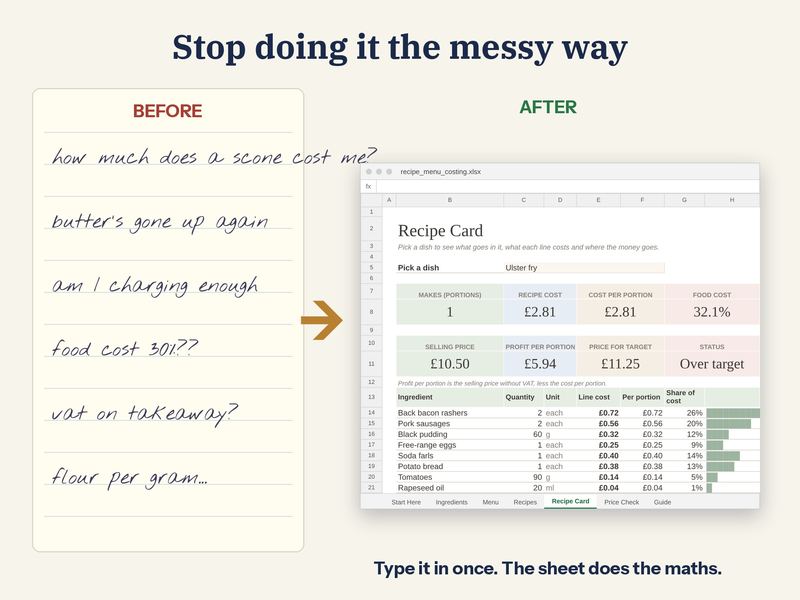 Stop doing it the messy way
BEFORE
how much does a scone cost me?
butter's gone up again
am I charging enough
food cost 30%??
vat on takeaway?
flour per gram...
AFTER
recipe_menu_costing.xlsx
fx
A B C D E F G H
1
2 Recipe Card
3 Pick a dish to see what goes in it, what each line costs and where the money goes.
4
5 Pick a dish Ulster fry
6
7 MAKES (PORTIONS) RECIPE COST COST PER PORTION FOOD COST
8 1 £2.81 £2.81 32.1%
9
10 SELLING PRICE PROFIT PER PORTION PRICE FOR TARGET STATUS
11 £10.50 £5.94 £11.25 Over target
12 Profit per portion is the selling price without VAT, less the cost per portion.
13 Ingredient Quantity Unit Line cost Per portion Share of cost
14 Back bacon rashers 2 each £0.72 £0.72 26%
15 Pork sausages 2 each £0.56 £0.56 20%
16 Black pudding 60 g £0.32 £0.32 12%
17 Free-range eggs 1 each £0.25 £0.25 9%
18 Soda farls 1 each £0.40 £0.40 14%
19 Potato bread 1 each £0.38 £0.38 13%
20 Tomatoes 90 g £0.14 £0.14 5%
21 Rapeseed oil 20 ml £0.04 £0.04 1%
Start Here Ingredients Menu Recipes Recipe Card Price Check Guide
Type it in once. The sheet does the maths.